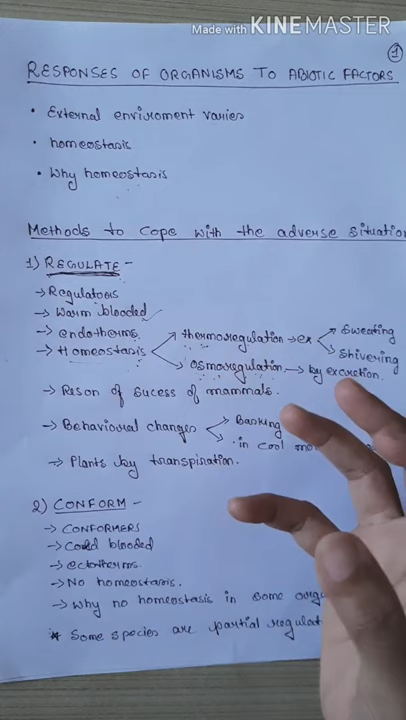 Made with KINEMASTER
1
RESPONSES OF ORGANISMS TO ABIOTIC FACTORS
• External enviroment varies
• homeostasis
• Why homeostasis
Methods to cope with the adverse situation
1) REGULATE -
→ Regulators
→ Warm blooded
→ endotherms
→ Homeostasis → thermoregulation → ex → Sweating
→ Shivering
→ osmoregulation → by excretion.
→ Reson of sucess of mammals.
→ Behavioural changes → Basking
→ in cool
→ Plants by transpiration.
2) CONFORM -
→ CONFORMERS
→ Coold blooded
→ ectotherms.
→ No homeostasis.
→ Why no homeostasis in some
* Some species are partial